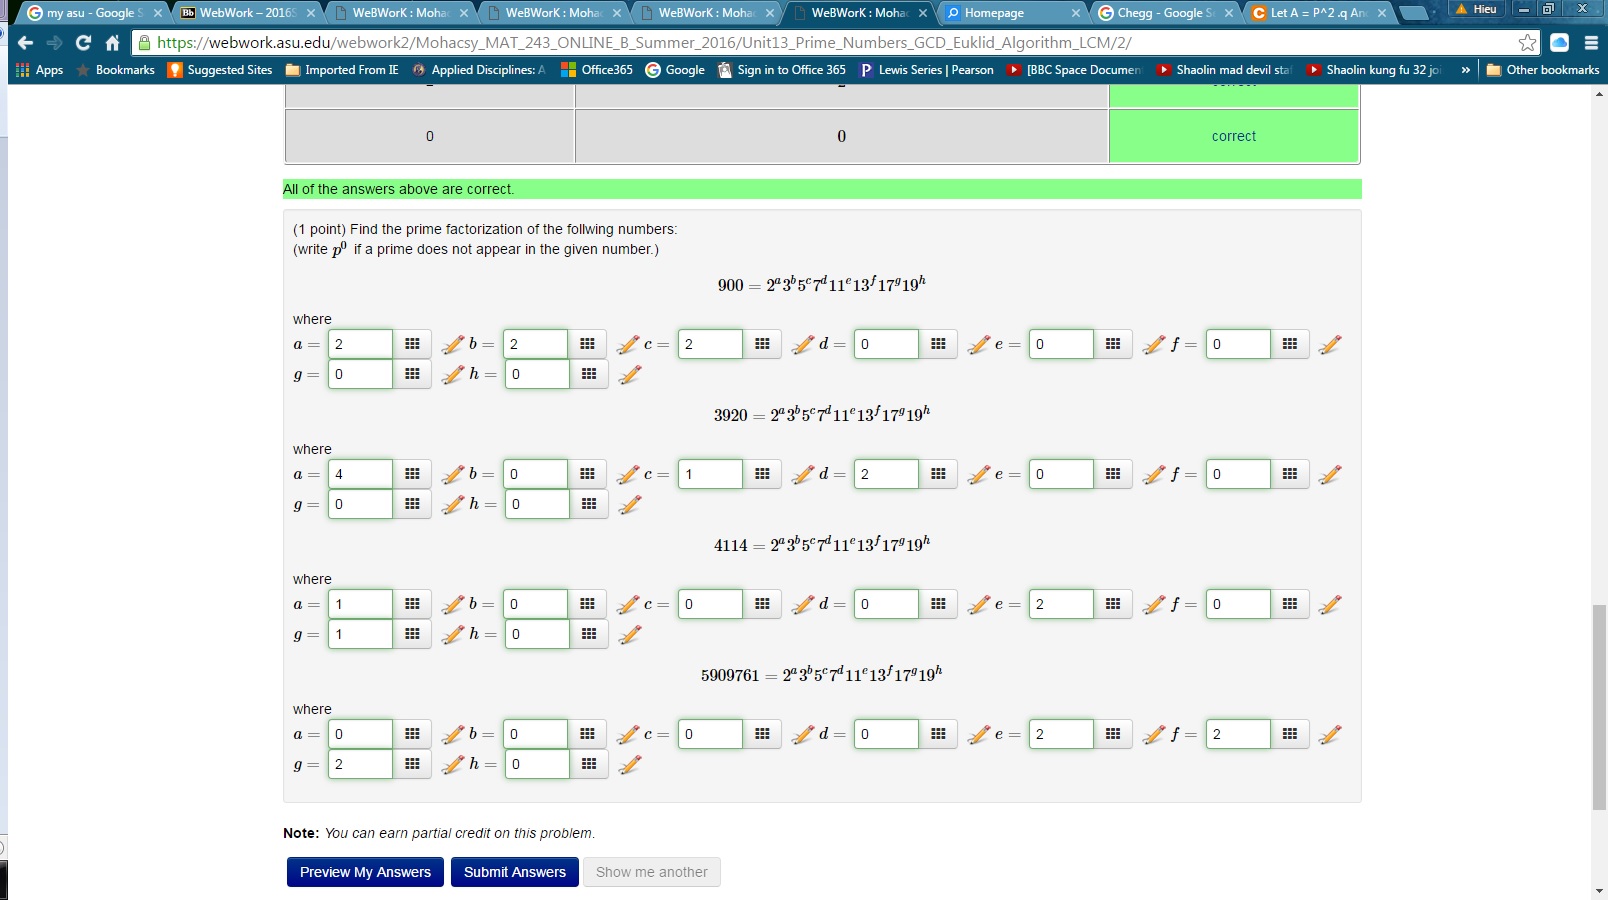 my asu - Google S
WebWork – 2016S
WeBWorK : Mohac
WeBWorK : Mohac
WeBWorK : Mohac
WeBWorK : Mohac
Homepage
Chegg - Google S
Let A = P^2 .q An
Hieu
https://webwork.asu.edu/webwork2/Mohacsy_MAT_243_ONLINE_B_Summer_2016/Unit13_Prime_Numbers_GCD_Euklid_Algorithm_LCM/2/
Apps Bookmarks Suggested Sites Imported From IE Applied Disciplines: A Office365 Google Sign in to Office 365 Lewis Series | Pearson [BBC Space Documen Shaolin mad devil sta Shaolin kung fu 32 joi » Other bookmarks
0 0 correct
All of the answers above are correct.
(1 point) Find the prime factorization of the follwing numbers:
(write p⁰ if a prime does not appear in the given number.)
900 = 2^a 3^b 5^c 7^d 11^e 13^f 17^g 19^h
where
a = 2 b = 2 c = 2 d = 0 e = 0 f = 0
g = 0 h = 0
3920 = 2^a 3^b 5^c 7^d 11^e 13^f 17^g 19^h
where
a = 4 b = 0 c = 1 d = 2 e = 0 f = 0
g = 0 h = 0
4114 = 2^a 3^b 5^c 7^d 11^e 13^f 17^g 19^h
where
a = 1 b = 0 c = 0 d = 0 e = 2 f = 0
g = 1 h = 0
5909761 = 2^a 3^b 5^c 7^d 11^e 13^f 17^g 19^h
where
a = 0 b = 0 c = 0 d = 0 e = 2 f = 2
g = 2 h = 0
Note: You can earn partial credit on this problem.
Preview My Answers Submit Answers Show me another